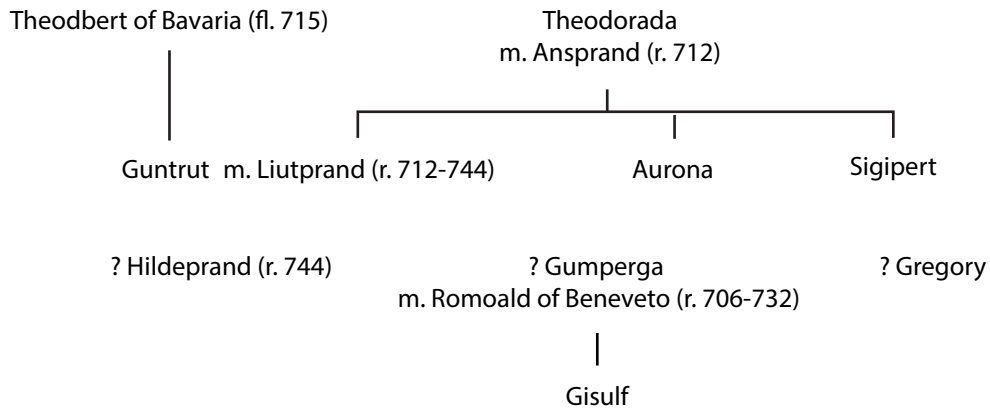 Theodbert of Bavaria (fl. 715)
Theodorada
m. Ansprand (r. 712)
Guntrut m. Liutprand (r. 712-744)
Aurona
Sigipert
? Hildeprand (r. 744)
? Gumperga
m. Romoald of Beneveto (r. 706-732)
? Gregory
Gisulf